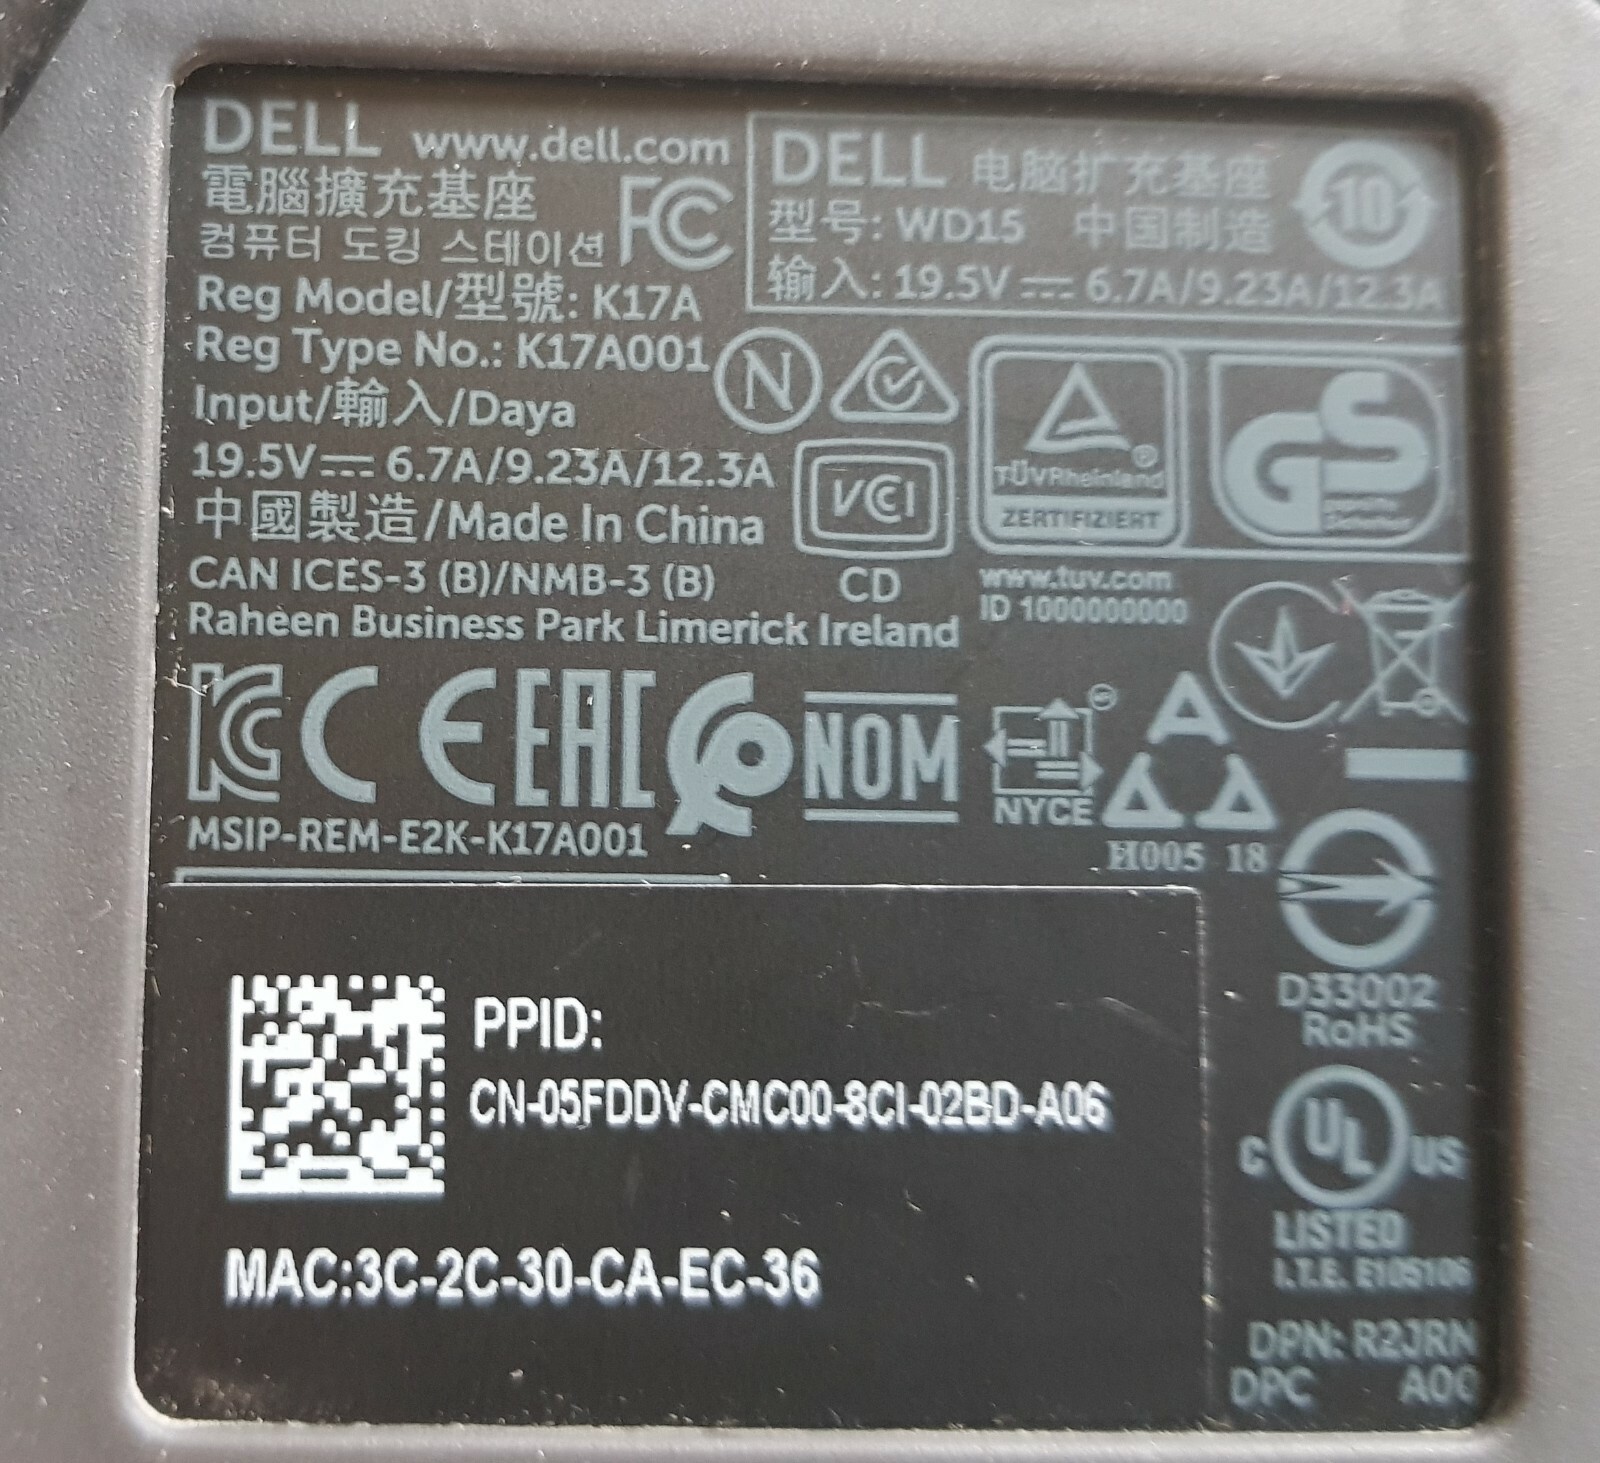 DELL www.dell.com
電腦擴充基座
컴퓨터 도킹 스테이션
FC
Reg Model/型號: K17A
Reg Type No.: K17A001
Input/輸入/Daya
19.5V⎓ 6.7A/9.23A/12.3A
中國製造/Made In China
CAN ICES-3 (B)/NMB-3 (B)
Raheen Business Park Limerick Ireland
DELL 电脑扩充基座
型号: WD15 中国制造
输入: 19.5V⎓ 6.7A/9.23A/12.3A
10
N
VCI
CD
TÜVRheinland®
ZERTIFIZIERT
GS
www.tuv.com
ID 1000000000
KC CE EAC NOM
NYCE
MSIP-REM-E2K-K17A001
H005 18
D33002
RoHS
PPID:
CN-05FDDV-CMC00-8CI-02BD-A06
MAC:3C-2C-30-CA-EC-36
C UL US
LISTED
I.T.E. E105106
DPN: R2JRN
DPC A00